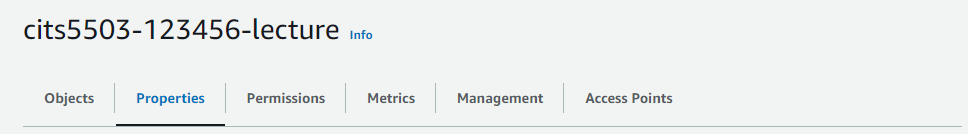 cits5503-123456-lecture Info
Objects Properties Permissions Metrics Management Access Points